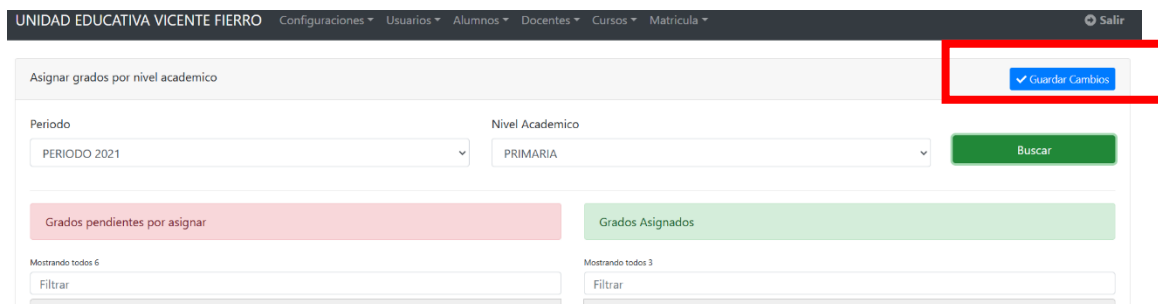 UNIDAD EDUCATIVA VICENTE FIERRO Configuraciones Usuarios Alumnos Docentes Cursos Matricula Salir
Asignar grados por nivel academico Guardar Cambios
Periodo Nivel Academico
PERIODO 2021 PRIMARIA Buscar
Grados pendientes por asignar Grados Asignados
Mostrando todos 6 Mostrando todos 3
Filtrar Filtrar